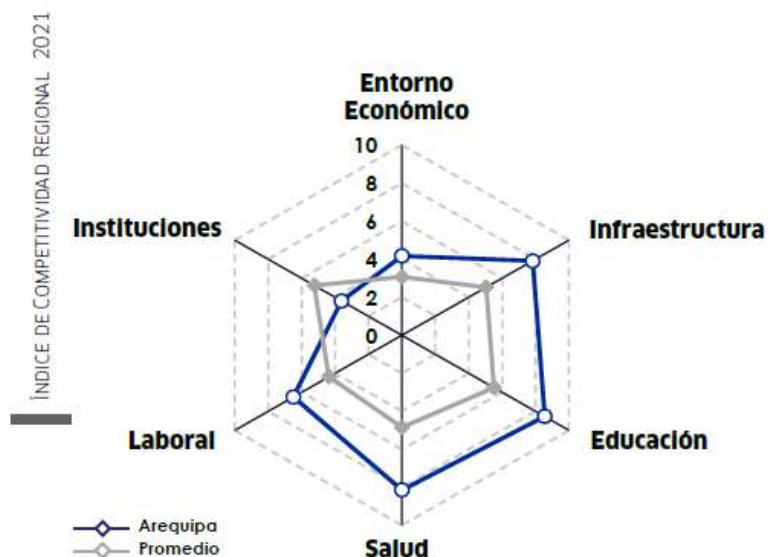 ÍNDICE DE COMPETITIVIDAD REGIONAL 2021
Entorno
Económico
10
8
6
4
2
0
Instituciones
Infraestructura
Laboral
Educación
Salud
Arequipa
Promedio